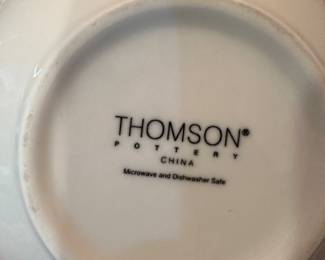 THOMSON®
POTTERY
CHINA
Microwave and Dishwasher Safe